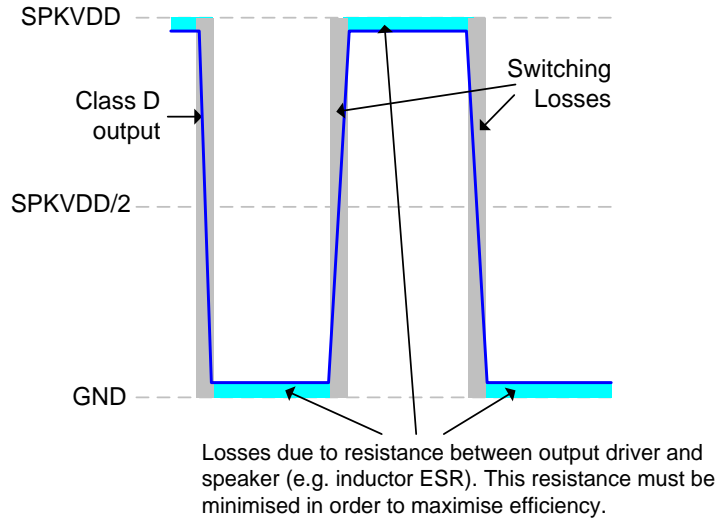 SPKVDD
Switching
Losses
Class D
output
SPKVDD/2
GND
Losses due to resistance between output driver and
speaker (e.g. inductor ESR). This resistance must be
minimised in order to maximise efficiency.